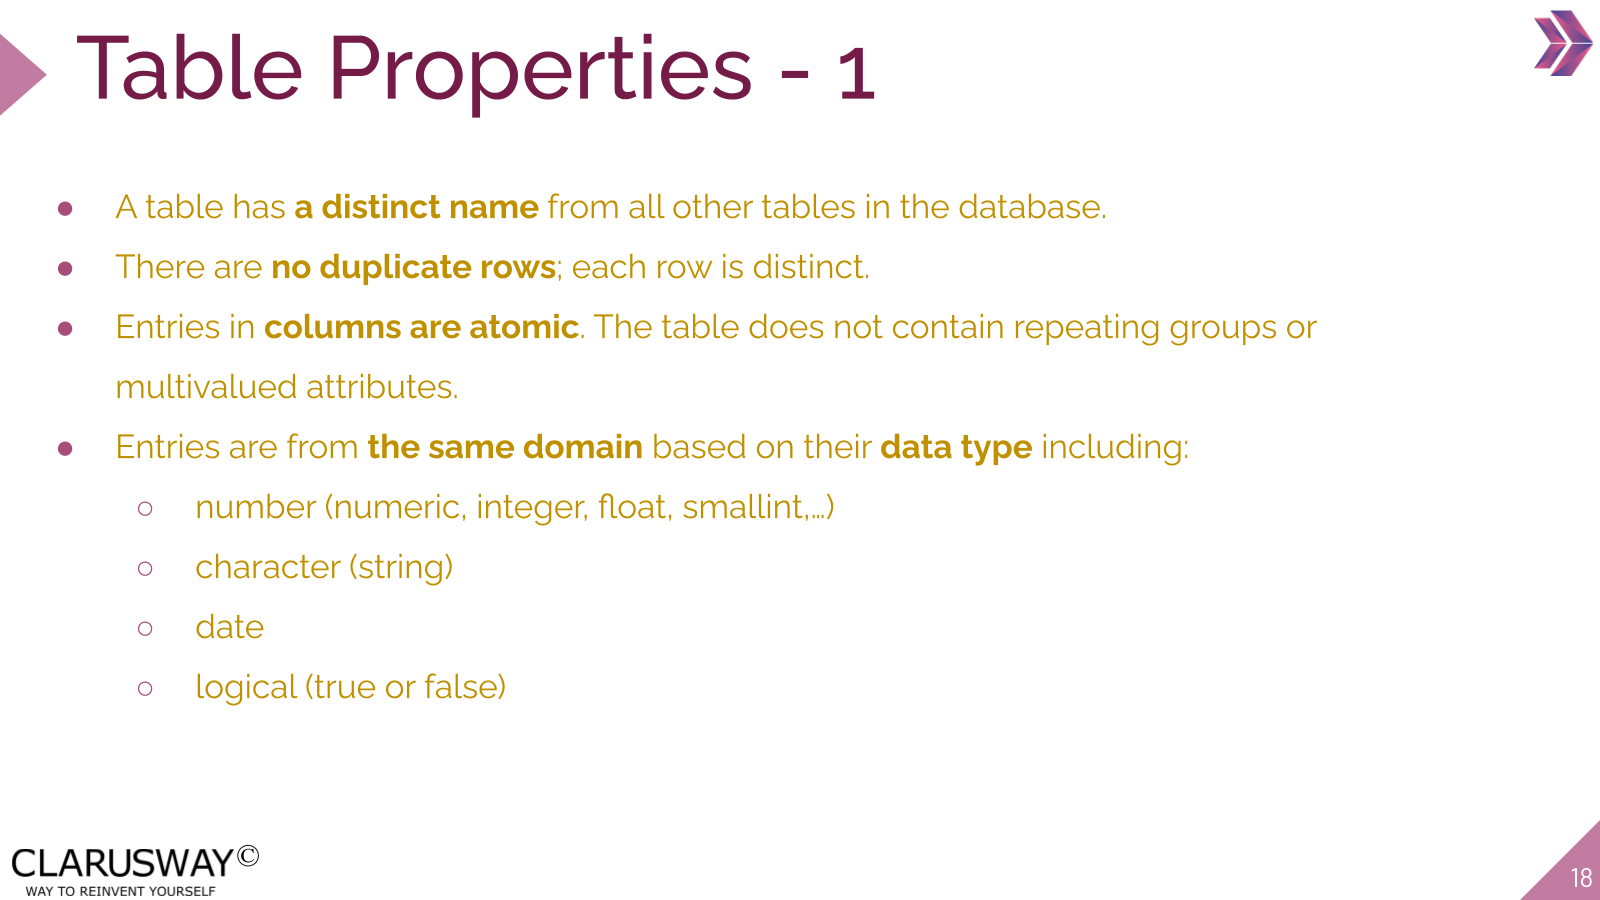 Table Properties - 1
● A table has a distinct name from all other tables in the database.
● There are no duplicate rows; each row is distinct.
● Entries in columns are atomic. The table does not contain repeating groups or
multivalued attributes.
● Entries are from the same domain based on their data type including:
○ number (numeric, integer, float, smallint,…)
○ character (string)
○ date
○ logical (true or false)
CLARUSWAY©
WAY TO REINVENT YOURSELF
18